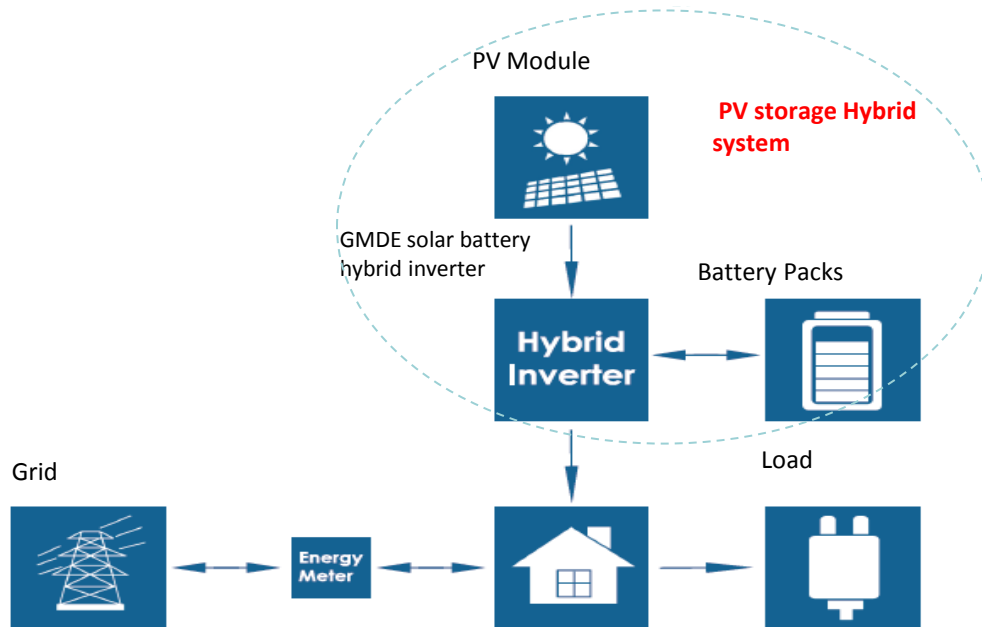 PV Module
PV storage Hybrid
system
GMDE solar battery
hybrid inverter
Battery Packs
Hybrid
Inverter
Grid
Load
Energy
Meter